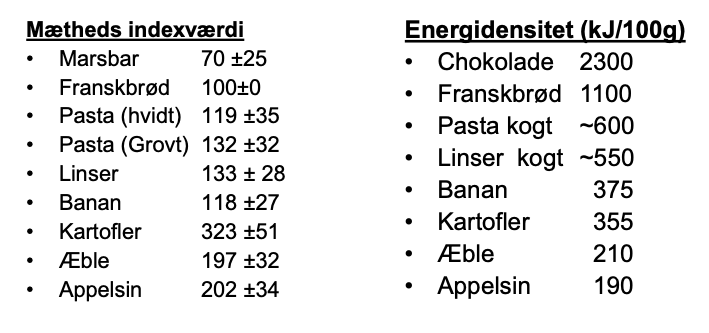 Mætheds indexværdi
• Marsbar 70 ±25
• Franskbrød 100±0
• Pasta (hvidt) 119 ±35
• Pasta (Grovt) 132 ±32
• Linser 133 ± 28
• Banan 118 ±27
• Kartofler 323 ±51
• Æble 197 ±32
• Appelsin 202 ±34
Energidensitet (kJ/100g)
• Chokolade 2300
• Franskbrød 1100
• Pasta kogt ~600
• Linser kogt ~550
• Banan 375
• Kartofler 355
• Æble 210
• Appelsin 190